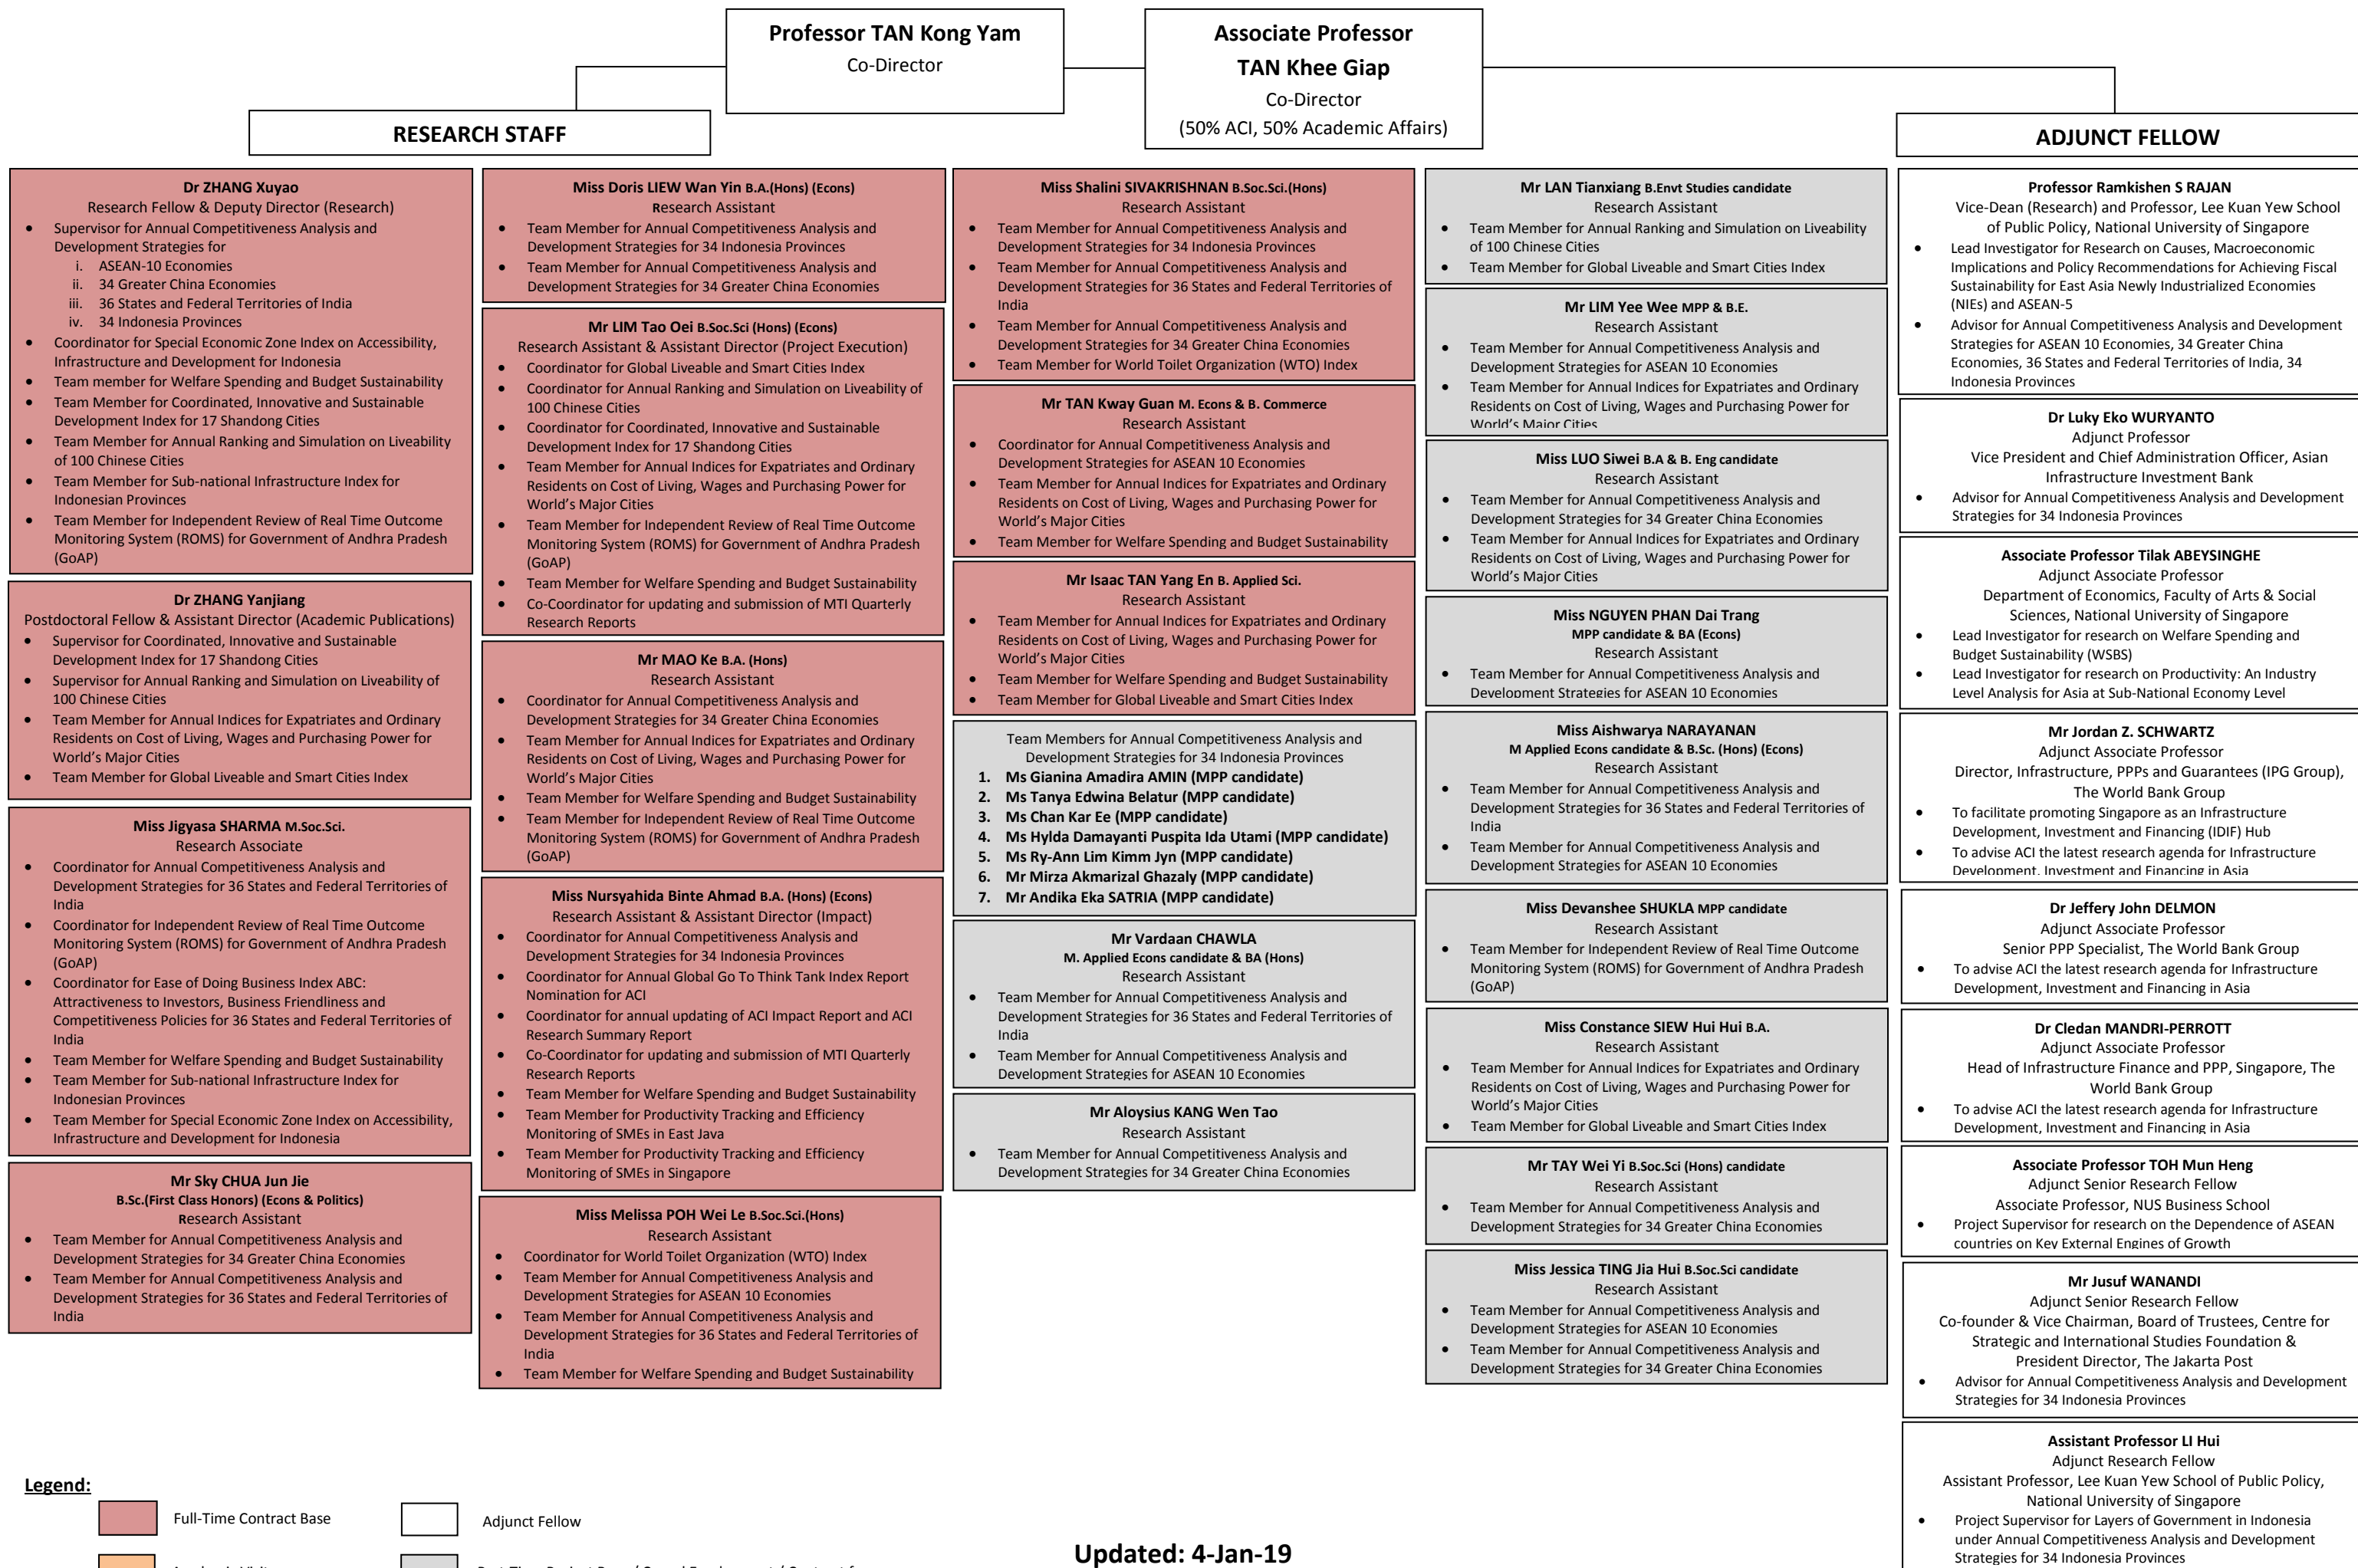 Professor TAN Kong Yam
Co-Director
Associate Professor
TAN Khee Giap
Co-Director
(50% ACI, 50% Academic Affairs)
RESEARCH STAFF
ADJUNCT FELLOW
Dr ZHANG Xuyao
Research Fellow & Deputy Director (Research)
• Supervisor for Annual Competitiveness Analysis and
Development Strategies for
i. ASEAN-10 Economies
ii. 34 Greater China Economies
iii. 36 States and Federal Territories of India
iv. 34 Indonesia Provinces
• Coordinator for Special Economic Zone Index on Accessibility,
Infrastructure and Development for Indonesia
• Team member for Welfare Spending and Budget Sustainability
• Team Member for Coordinated, Innovative and Sustainable
Development Index for 17 Shandong Cities
• Team Member for Annual Ranking and Simulation on Liveability
of 100 Chinese Cities
• Team Member for Sub-national Infrastructure Index for
Indonesian Provinces
• Team Member for Independent Review of Real Time Outcome
Monitoring System (ROMS) for Government of Andhra Pradesh
(GoAP)
Dr ZHANG Yanjiang
Postdoctoral Fellow & Assistant Director (Academic Publications)
• Supervisor for Coordinated, Innovative and Sustainable
Development Index for 17 Shandong Cities
• Supervisor for Annual Ranking and Simulation on Liveability of
100 Chinese Cities
• Team Member for Annual Indices for Expatriates and Ordinary
Residents on Cost of Living, Wages and Purchasing Power for
World's Major Cities
• Team Member for Global Liveable and Smart Cities Index
Miss Jigyasa SHARMA M.Soc.Sci.
Research Associate
• Coordinator for Annual Competitiveness Analysis and
Development Strategies for 36 States and Federal Territories of
India
• Coordinator for Independent Review of Real Time Outcome
Monitoring System (ROMS) for Government of Andhra Pradesh
(GoAP)
• Coordinator for Ease of Doing Business Index ABC:
Attractiveness to Investors, Business Friendliness and
Competitiveness Policies for 36 States and Federal Territories of
India
• Team Member for Welfare Spending and Budget Sustainability
• Team Member for Sub-national Infrastructure Index for
Indonesian Provinces
• Team Member for Special Economic Zone Index on Accessibility,
Infrastructure and Development for Indonesia
Mr Sky CHUA Jun Jie
B.Sc.(First Class Honors) (Econs & Politics)
Research Assistant
• Team Member for Annual Competitiveness Analysis and
Development Strategies for 34 Greater China Economies
• Team Member for Annual Competitiveness Analysis and
Development Strategies for 36 States and Federal Territories of
India
Miss Doris LIEW Wan Yin B.A.(Hons) (Econs)
Research Assistant
• Team Member for Annual Competitiveness Analysis and
Development Strategies for 34 Indonesia Provinces
• Team Member for Annual Competitiveness Analysis and
Development Strategies for 34 Greater China Economies
Mr LIM Tao Oei B.Soc.Sci (Hons) (Econs)
Research Assistant & Assistant Director (Project Execution)
• Coordinator for Global Liveable and Smart Cities Index
• Coordinator for Annual Ranking and Simulation on Liveability of
100 Chinese Cities
• Coordinator for Coordinated, Innovative and Sustainable
Development Index for 17 Shandong Cities
• Team Member for Annual Indices for Expatriates and Ordinary
Residents on Cost of Living, Wages and Purchasing Power for
World's Major Cities
• Team Member for Independent Review of Real Time Outcome
Monitoring System (ROMS) for Government of Andhra Pradesh
(GoAP)
• Team Member for Welfare Spending and Budget Sustainability
• Co-Coordinator for updating and submission of MTI Quarterly
Research Reports
Mr MAO Ke B.A. (Hons)
Research Assistant
• Coordinator for Annual Competitiveness Analysis and
Development Strategies for 34 Greater China Economies
• Team Member for Annual Indices for Expatriates and Ordinary
Residents on Cost of Living, Wages and Purchasing Power for
World's Major Cities
• Team Member for Welfare Spending and Budget Sustainability
• Team Member for Independent Review of Real Time Outcome
Monitoring System (ROMS) for Government of Andhra Pradesh
(GoAP)
Miss Nursyahida Binte Ahmad B.A. (Hons) (Econs)
Research Assistant & Assistant Director (Impact)
• Coordinator for Annual Competitiveness Analysis and
Development Strategies for 34 Indonesia Provinces
• Coordinator for Annual Global Go To Think Tank Index Report
Nomination for ACI
• Coordinator for annual updating of ACI Impact Report and ACI
Research Summary Report
• Co-Coordinator for updating and submission of MTI Quarterly
Research Reports
• Team Member for Welfare Spending and Budget Sustainability
• Team Member for Productivity Tracking and Efficiency
Monitoring of SMEs in East Java
• Team Member for Productivity Tracking and Efficiency
Monitoring of SMEs in Singapore
Miss Melissa POH Wei Le B.Soc.Sci.(Hons)
Research Assistant
• Coordinator for World Toilet Organization (WTO) Index
• Team Member for Annual Competitiveness Analysis and
Development Strategies for ASEAN 10 Economies
• Team Member for Annual Competitiveness Analysis and
Development Strategies for 36 States and Federal Territories of
India
• Team Member for Welfare Spending and Budget Sustainability
Miss Shalini SIVAKRISHNAN B.Soc.Sci.(Hons)
Research Assistant
• Team Member for Annual Competitiveness Analysis and
Development Strategies for 34 Indonesia Provinces
• Team Member for Annual Competitiveness Analysis and
Development Strategies for 36 States and Federal Territories of
India
• Team Member for Annual Competitiveness Analysis and
Development Strategies for 34 Greater China Economies
• Team Member for World Toilet Organization (WTO) Index
Mr TAN Kway Guan M. Econs & B. Commerce
Research Assistant
• Coordinator for Annual Competitiveness Analysis and
Development Strategies for ASEAN 10 Economies
• Team Member for Annual Indices for Expatriates and Ordinary
Residents on Cost of Living, Wages and Purchasing Power for
World's Major Cities
• Team Member for Welfare Spending and Budget Sustainability
Mr Isaac TAN Yang En B. Applied Sci.
Research Assistant
• Team Member for Annual Indices for Expatriates and Ordinary
Residents on Cost of Living, Wages and Purchasing Power for
World's Major Cities
• Team Member for Welfare Spending and Budget Sustainability
• Team Member for Global Liveable and Smart Cities Index
Team Members for Annual Competitiveness Analysis and
Development Strategies for 34 Indonesia Provinces
1. Ms Gianina Amadira AMIN (MPP candidate)
2. Ms Tanya Edwina Belatur (MPP candidate)
3. Ms Chan Kar Ee (MPP candidate)
4. Ms Hylda Damayanti Puspita Ida Utami (MPP candidate)
5. Ms Ry-Ann Lim Kimm Jyn (MPP candidate)
6. Mr Mirza Akmarizal Ghazaly (MPP candidate)
7. Mr Andika Eka SATRIA (MPP candidate)
Mr Vardaan CHAWLA
M. Applied Econs candidate & BA (Hons)
Research Assistant
• Team Member for Annual Competitiveness Analysis and
Development Strategies for 36 States and Federal Territories of
India
• Team Member for Annual Competitiveness Analysis and
Development Strategies for ASEAN 10 Economies
Mr Aloysius KANG Wen Tao
Research Assistant
• Team Member for Annual Competitiveness Analysis and
Development Strategies for 34 Greater China Economies
Mr LAN Tianxiang B.Envt Studies candidate
Research Assistant
• Team Member for Annual Ranking and Simulation on Liveability
of 100 Chinese Cities
• Team Member for Global Liveable and Smart Cities Index
Mr LIM Yee Wee MPP & B.E.
Research Assistant
• Team Member for Annual Competitiveness Analysis and
Development Strategies for ASEAN 10 Economies
• Team Member for Annual Indices for Expatriates and Ordinary
Residents on Cost of Living, Wages and Purchasing Power for
World's Major Cities
Miss LUO Siwei B.A & B. Eng candidate
Research Assistant
• Team Member for Annual Competitiveness Analysis and
Development Strategies for 34 Greater China Economies
• Team Member for Annual Indices for Expatriates and Ordinary
Residents on Cost of Living, Wages and Purchasing Power for
World's Major Cities
Miss NGUYEN PHAN Dai Trang
MPP candidate & BA (Econs)
Research Assistant
• Team Member for Annual Competitiveness Analysis and
Development Strategies for ASEAN 10 Economies
Miss Aishwarya NARAYANAN
M Applied Econs candidate & B.Sc. (Hons) (Econs)
Research Assistant
• Team Member for Annual Competitiveness Analysis and
Development Strategies for 36 States and Federal Territories of
India
• Team Member for Annual Competitiveness Analysis and
Development Strategies for ASEAN 10 Economies
Miss Devanshee SHUKLA MPP candidate
Research Assistant
• Team Member for Independent Review of Real Time Outcome
Monitoring System (ROMS) for Government of Andhra Pradesh
(GoAP)
Miss Constance SIEW Hui Hui B.A.
Research Assistant
• Team Member for Annual Indices for Expatriates and Ordinary
Residents on Cost of Living, Wages and Purchasing Power for
World's Major Cities
• Team Member for Global Liveable and Smart Cities Index
Mr TAY Wei Yi B.Soc.Sci (Hons) candidate
Research Assistant
• Team Member for Annual Competitiveness Analysis and
Development Strategies for 34 Greater China Economies
Miss Jessica TING Jia Hui B.Soc.Sci candidate
Research Assistant
• Team Member for Annual Competitiveness Analysis and
Development Strategies for ASEAN 10 Economies
• Team Member for Annual Competitiveness Analysis and
Development Strategies for 34 Greater China Economies
Professor Ramkishen S RAJAN
Vice-Dean (Research) and Professor, Lee Kuan Yew School
of Public Policy, National University of Singapore
• Lead Investigator for Research on Causes, Macroeconomic
Implications and Policy Recommendations for Achieving Fiscal
Sustainability for East Asia Newly Industrialized Economies
(NIEs) and ASEAN-5
• Advisor for Annual Competitiveness Analysis and Development
Strategies for ASEAN 10 Economies, 34 Greater China
Economies, 36 States and Federal Territories of India, 34
Indonesia Provinces
Dr Luky Eko WURYANTO
Adjunct Professor
Vice President and Chief Administration Officer, Asian
Infrastructure Investment Bank
• Advisor for Annual Competitiveness Analysis and Development
Strategies for 34 Indonesia Provinces
Associate Professor Tilak ABEYSINGHE
Adjunct Associate Professor
Department of Economics, Faculty of Arts & Social
Sciences, National University of Singapore
• Lead Investigator for research on Welfare Spending and
Budget Sustainability (WSBS)
• Lead Investigator for research on Productivity: An Industry
Level Analysis for Asia at Sub-National Economy Level
Mr Jordan Z. SCHWARTZ
Adjunct Associate Professor
Director, Infrastructure, PPPs and Guarantees (IPG Group),
The World Bank Group
• To facilitate promoting Singapore as an Infrastructure
Development, Investment and Financing (IDIF) Hub
• To advise ACI the latest research agenda for Infrastructure
Development, Investment and Financing in Asia
Dr Jeffery John DELMON
Adjunct Associate Professor
Senior PPP Specialist, The World Bank Group
• To advise ACI the latest research agenda for Infrastructure
Development, Investment and Financing in Asia
Dr Cledan MANDRI-PERROTT
Adjunct Associate Professor
Head of Infrastructure Finance and PPP, Singapore, The
World Bank Group
• To advise ACI the latest research agenda for Infrastructure
Development, Investment and Financing in Asia
Associate Professor TOH Mun Heng
Adjunct Senior Research Fellow
Associate Professor, NUS Business School
• Project Supervisor for research on the Dependence of ASEAN
countries on Key External Engines of Growth
Mr Jusuf WANANDI
Adjunct Senior Research Fellow
Co-founder & Vice Chairman, Board of Trustees, Centre for
Strategic and International Studies Foundation &
President Director, The Jakarta Post
• Advisor for Annual Competitiveness Analysis and Development
Strategies for 34 Indonesia Provinces
Assistant Professor LI Hui
Adjunct Research Fellow
Assistant Professor, Lee Kuan Yew School of Public Policy,
National University of Singapore
• Project Supervisor for Layers of Government in Indonesia
under Annual Competitiveness Analysis and Development
Strategies for 34 Indonesia Provinces
Legend:
Full-Time Contract Base
Adjunct Fellow
Updated: 4-Jan-19